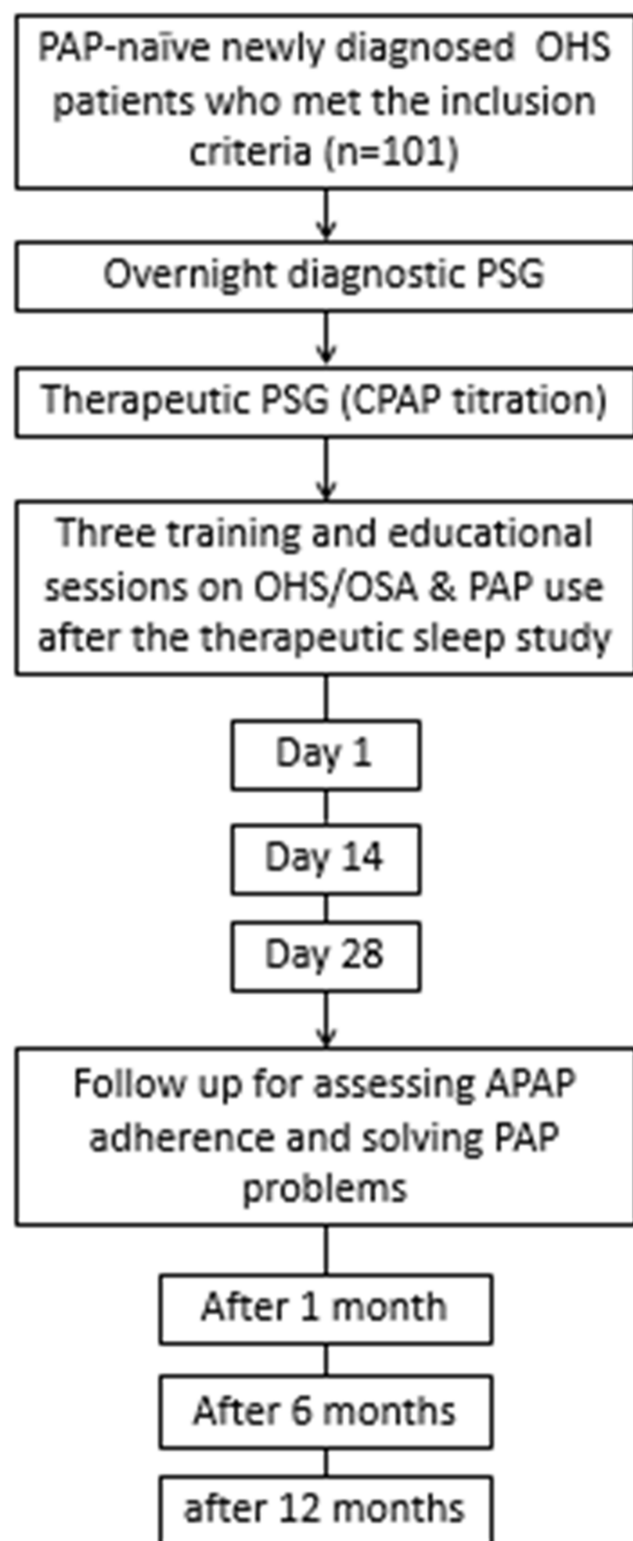 PAP-naïve newly diagnosed OHS
patients who met the inclusion
criteria (n=101)
Overnight diagnostic PSG
Therapeutic PSG (CPAP titration)
Three training and educational
sessions on OHS/OSA & PAP use
after the therapeutic sleep study
Day 1
Day 14
Day 28
Follow up for assessing APAP
adherence and solving PAP
problems
After 1 month
After 6 months
after 12 months